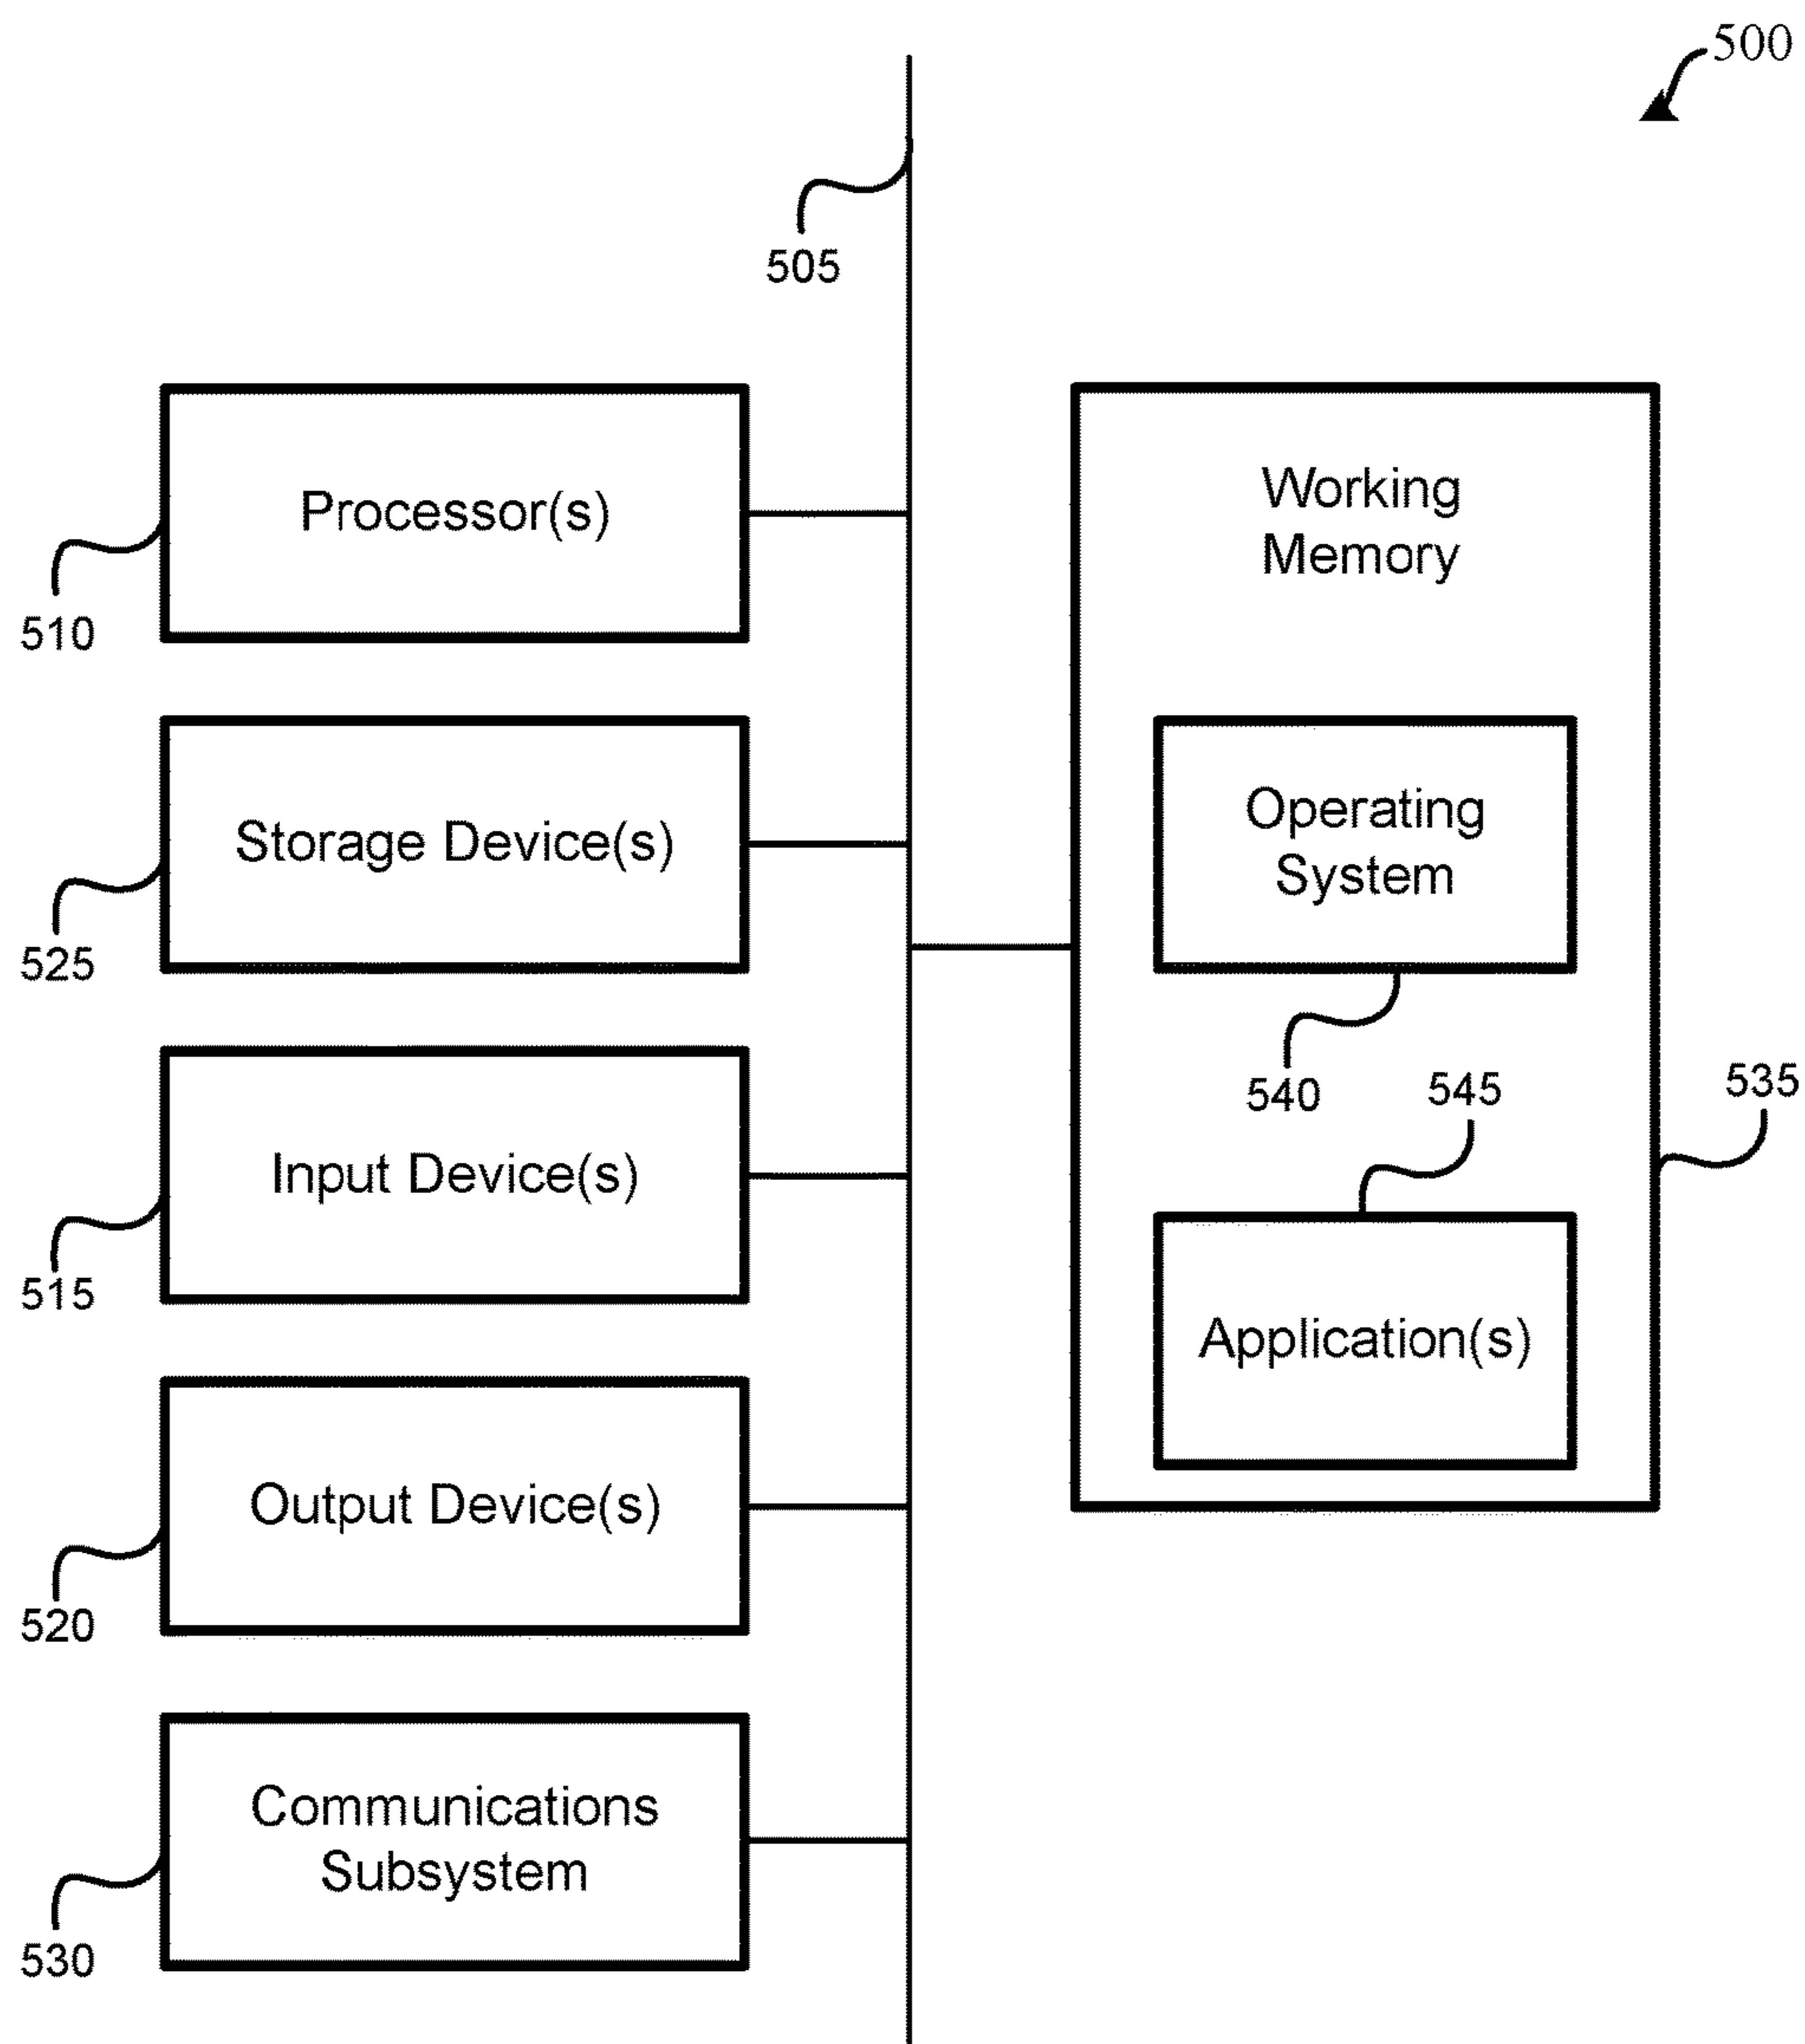 500
505
Processor(s)
510
Storage Device(s)
525
Input Device(s)
515
Output Device(s)
520
Communications
Subsystem
530
Working
Memory
Operating
System
540
545
535
Application(s)